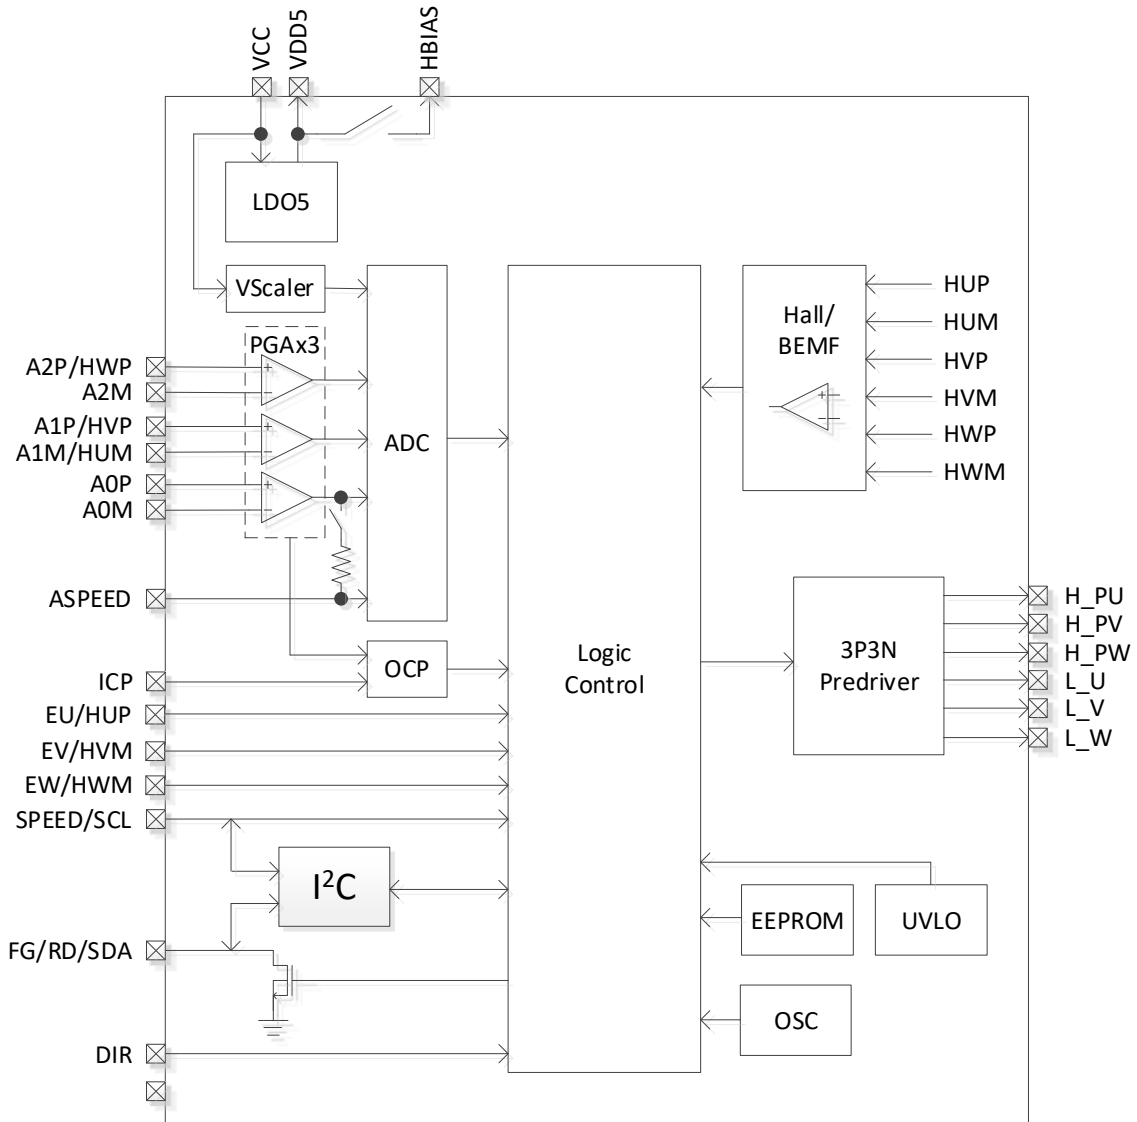 VCC
VDD5
HBIAS
LDO5
VScaler
PGAx3
A2P/HWP
A2M
A1P/HVP
A1M/HUM
A0P
A0M
ASPEED
ADC
OCP
ICP
EU/HUP
EV/HVM
EW/HWM
SPEED/SCL
I²C
FG/RD/SDA
DIR
Logic
Control
Hall/
BEMF
HUP
HUM
HVP
HVM
HWP
HWM
3P3N
Predriver
H_PU
H_PV
H_PW
L_U
L_V
L_W
EEPROM
UVLO
OSC